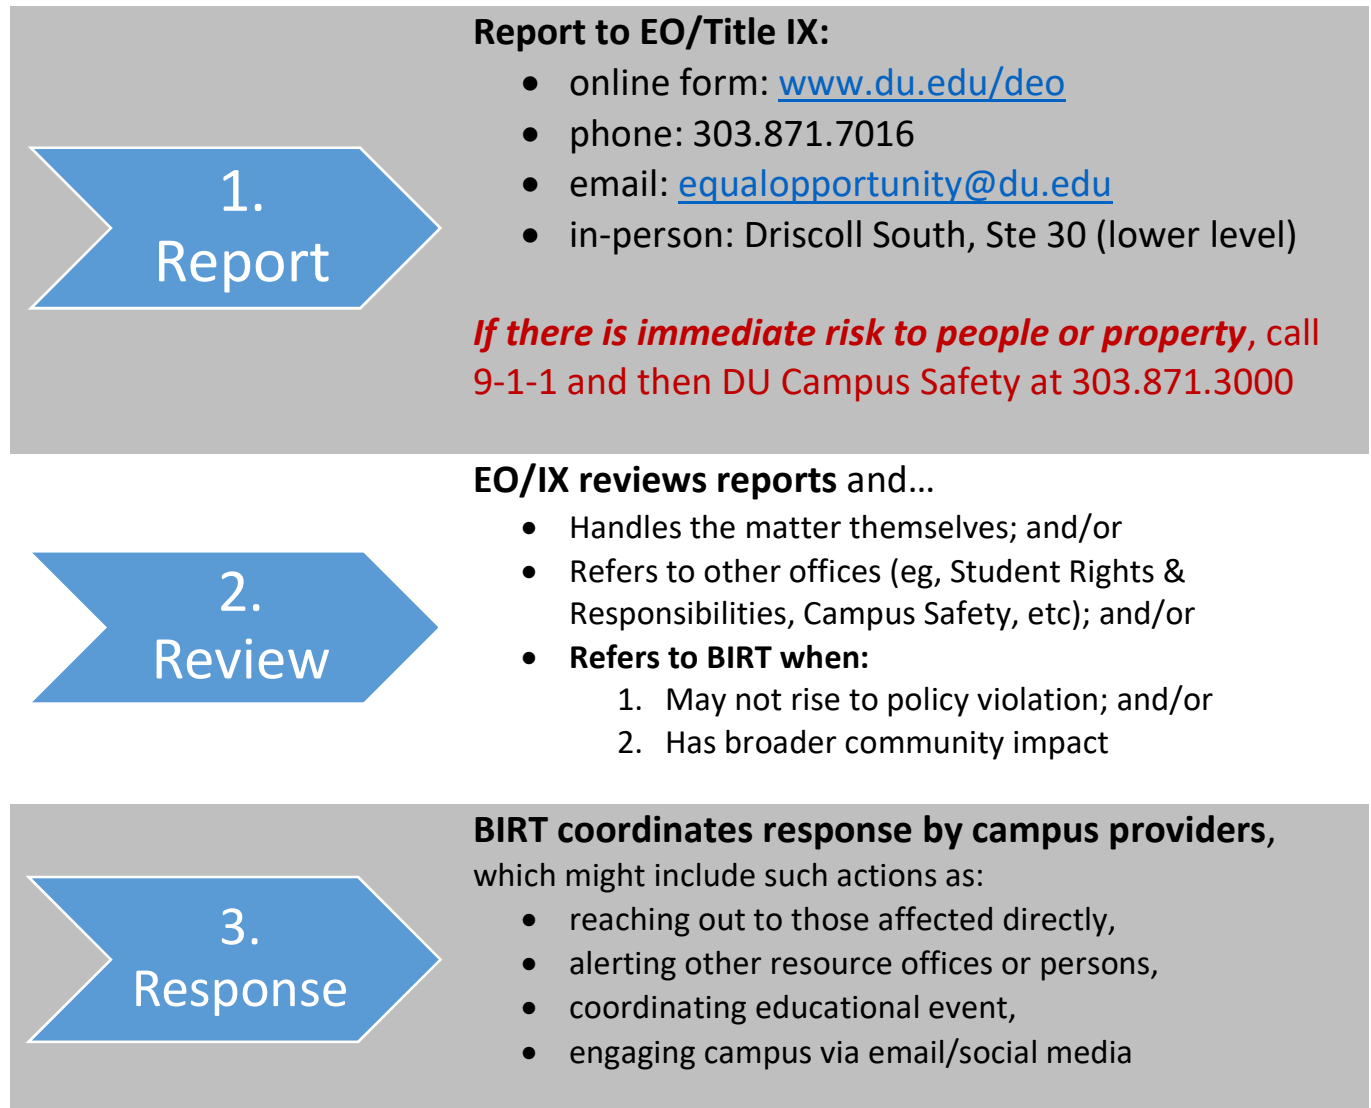 1.
Report
Report to EO/Title IX:
• online form: www.du.edu/deo
• phone: 303.871.7016
• email: equalopportunity@du.edu
• in-person: Driscoll South, Ste 30 (lower level)
If there is immediate risk to people or property, call
9-1-1 and then DU Campus Safety at 303.871.3000
2.
Review
EO/IX reviews reports and…
• Handles the matter themselves; and/or
• Refers to other offices (eg, Student Rights &
Responsibilities, Campus Safety, etc); and/or
• Refers to BIRT when:
1. May not rise to policy violation; and/or
2. Has broader community impact
3.
Response
BIRT coordinates response by campus providers,
which might include such actions as:
• reaching out to those affected directly,
• alerting other resource offices or persons,
• coordinating educational event,
• engaging campus via email/social media